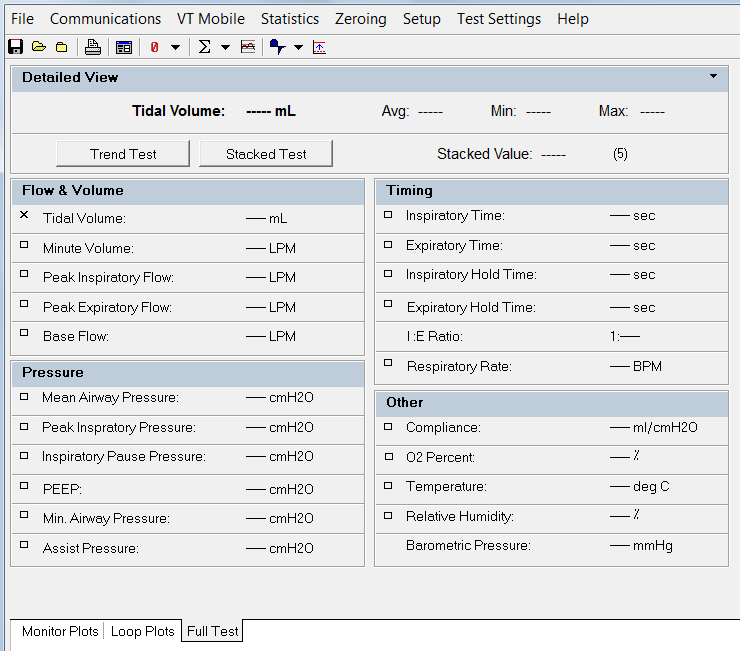 File Communications VT Mobile Statistics Zeroing Setup Test Settings Help
Detailed View
Tidal Volume: ----- mL Avg: ----- Min: ----- Max: -----
Trend Test Stacked Test Stacked Value: ----- (5)
Flow & Volume
Tidal Volume: —— mL
Minute Volume: —— LPM
Peak Inspiratory Flow: —— LPM
Peak Expiratory Flow: —— LPM
Base Flow: —— LPM
Pressure
Mean Airway Pressure: —— cmH2O
Peak Inspratory Pressure: —— cmH2O
Inspiratory Pause Pressure: —— cmH2O
PEEP: —— cmH2O
Min. Airway Pressure: —— cmH2O
Assist Pressure: —— cmH2O
Timing
Inspiratory Time: —— sec
Expiratory Time: —— sec
Inspiratory Hold Time: —— sec
Expiratory Hold Time: —— sec
I :E Ratio: 1:——
Respiratory Rate: —— BPM
Other
Compliance: —— ml/cmH2O
O2 Percent: —— %
Temperature: —— deg C
Relative Humidity: —— %
Barometric Pressure: —— mmHg
Monitor Plots Loop Plots Full Test